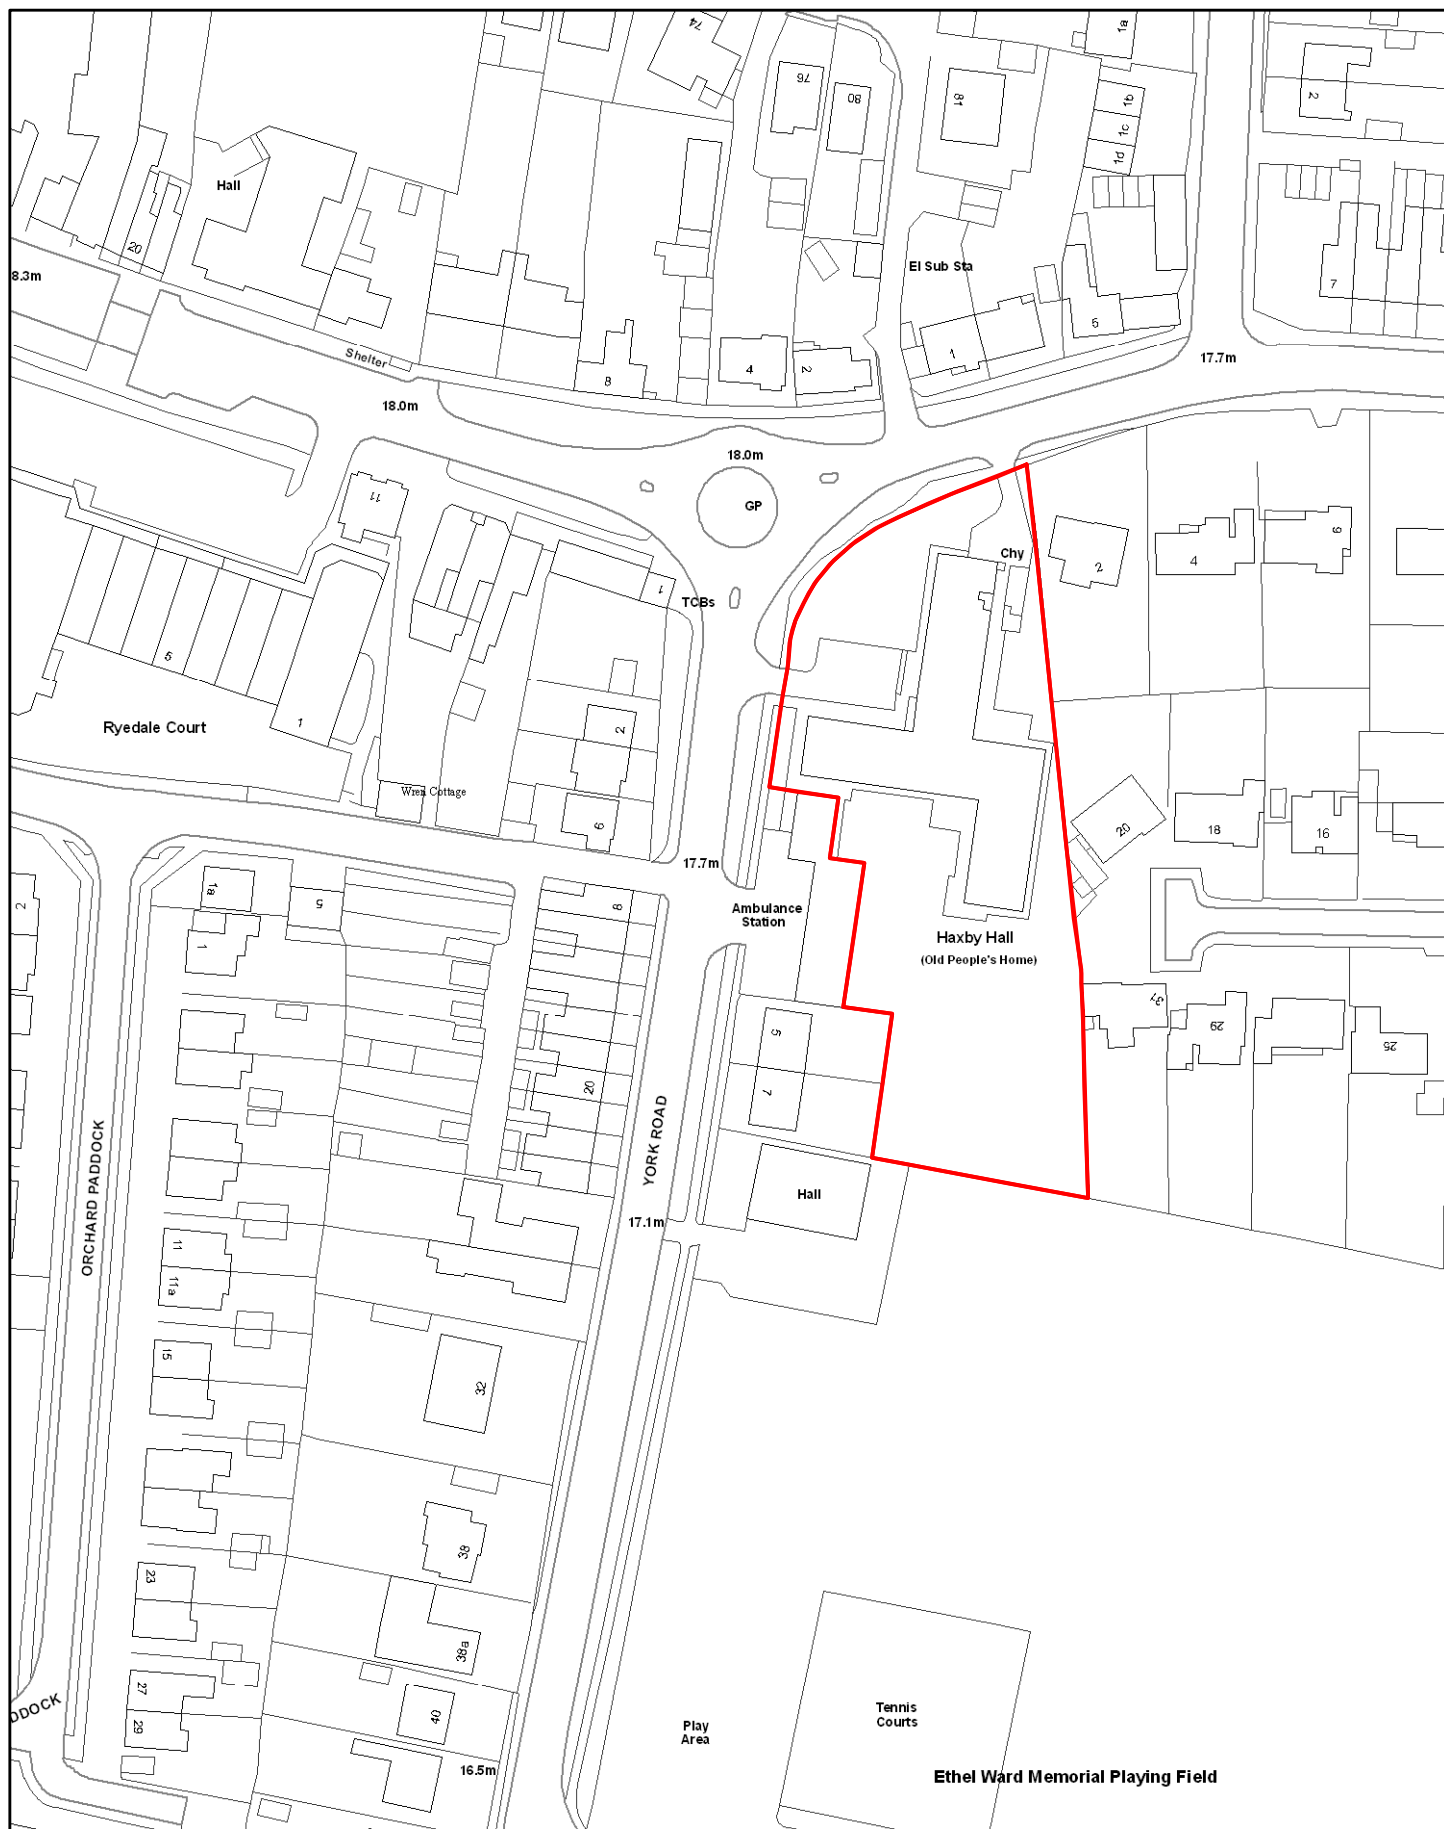 74
76
80
81
1a
1b
1c
1d
2
Hall
20
8.3m
El Sub Sta
7
5
1
Shelter
8
4
2
17.7m
18.0m
18.0m
GP
11
Chy
2
4
6
1
TCBs
5
1
2
Ryedale Court
Wren Cottage
6
17.7m
20
18
16
1a
5
2
1
8
Ambulance
Station
Haxby Hall
(Old People's Home)
31
29
25
5
7
20
YORK ROAD
ORCHARD PADDOCK
Hall
17.1m
11
11a
15
32
38
23
38a
27
29
40
DDOCK
Play
Area
Tennis
Courts
16.5m
Ethel Ward Memorial Playing Field